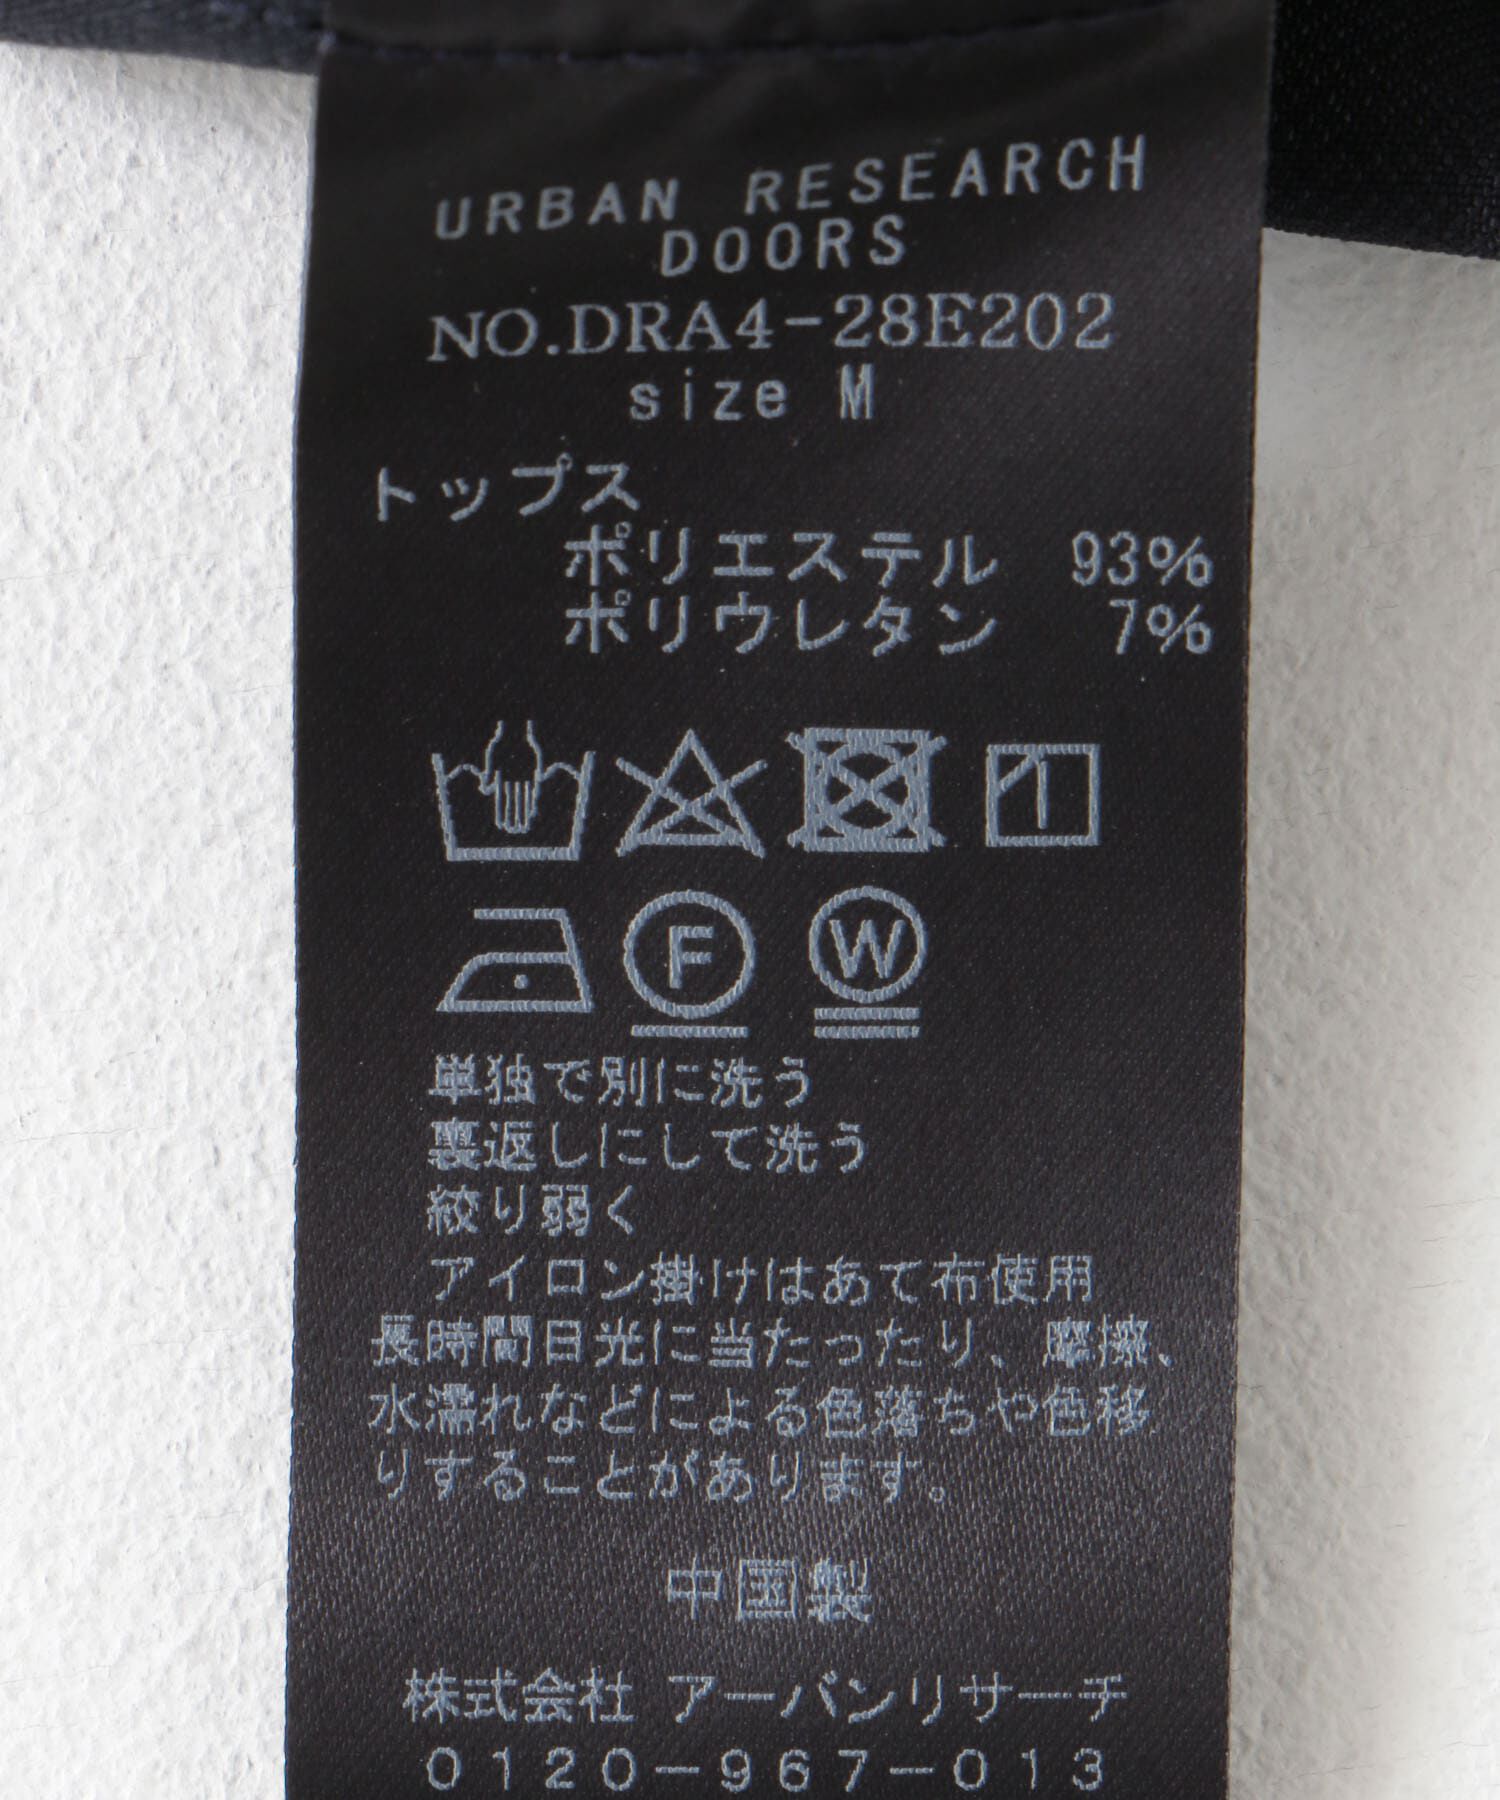 URBAN RESEARCH
DOORS
NO.DRA4-28E202
size M
トップス
ポリエステル 93%
ポリウレタン 7%
F W
単独で別に洗う
裏返しにして洗う
絞り弱く
アイロン掛けはあて布使用
長時間日光に当たったり、摩擦、
水濡れなどによる色落ちや色移
りすることがあります。
中国製
株式会社 アーバンリサーチ
0120-967-013